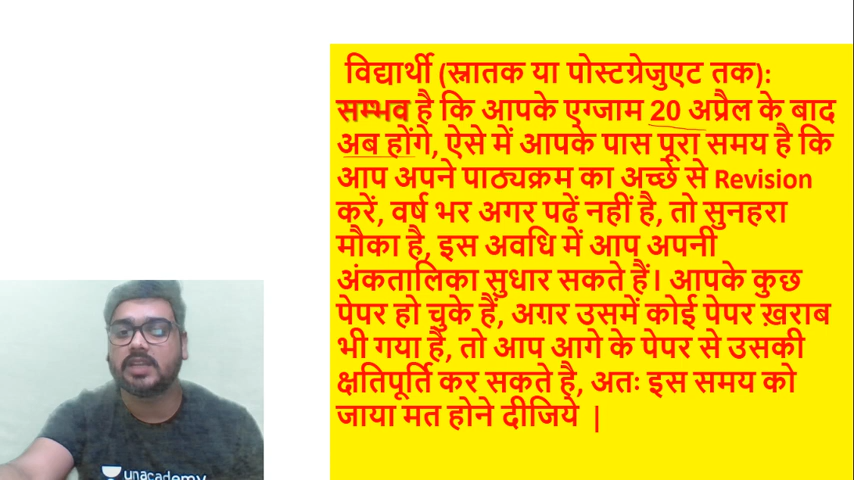 विद्यार्थी (स्नातक या पोस्टग्रेजुएट तक):
सम्भव है कि आपके एग्जाम 20 अप्रैल के बाद
अब होंगे, ऐसे में आपके पास पूरा समय है कि
आप अपने पाठ्यक्रम का अच्छे से Revision
करें, वर्ष भर अगर पढें नहीं है, तो सुनहरा
मौका है, इस अवधि में आप अपनी
अंकतालिका सुधार सकते हैं। आपके कुछ
पेपर हो चुके हैं, अगर उसमें कोई पेपर ख़राब
भी गया है, तो आप आगे के पेपर से उसकी
क्षतिपूर्ति कर सकते है, अतः इस समय को
जाया मत होने दीजिये |
unacademy